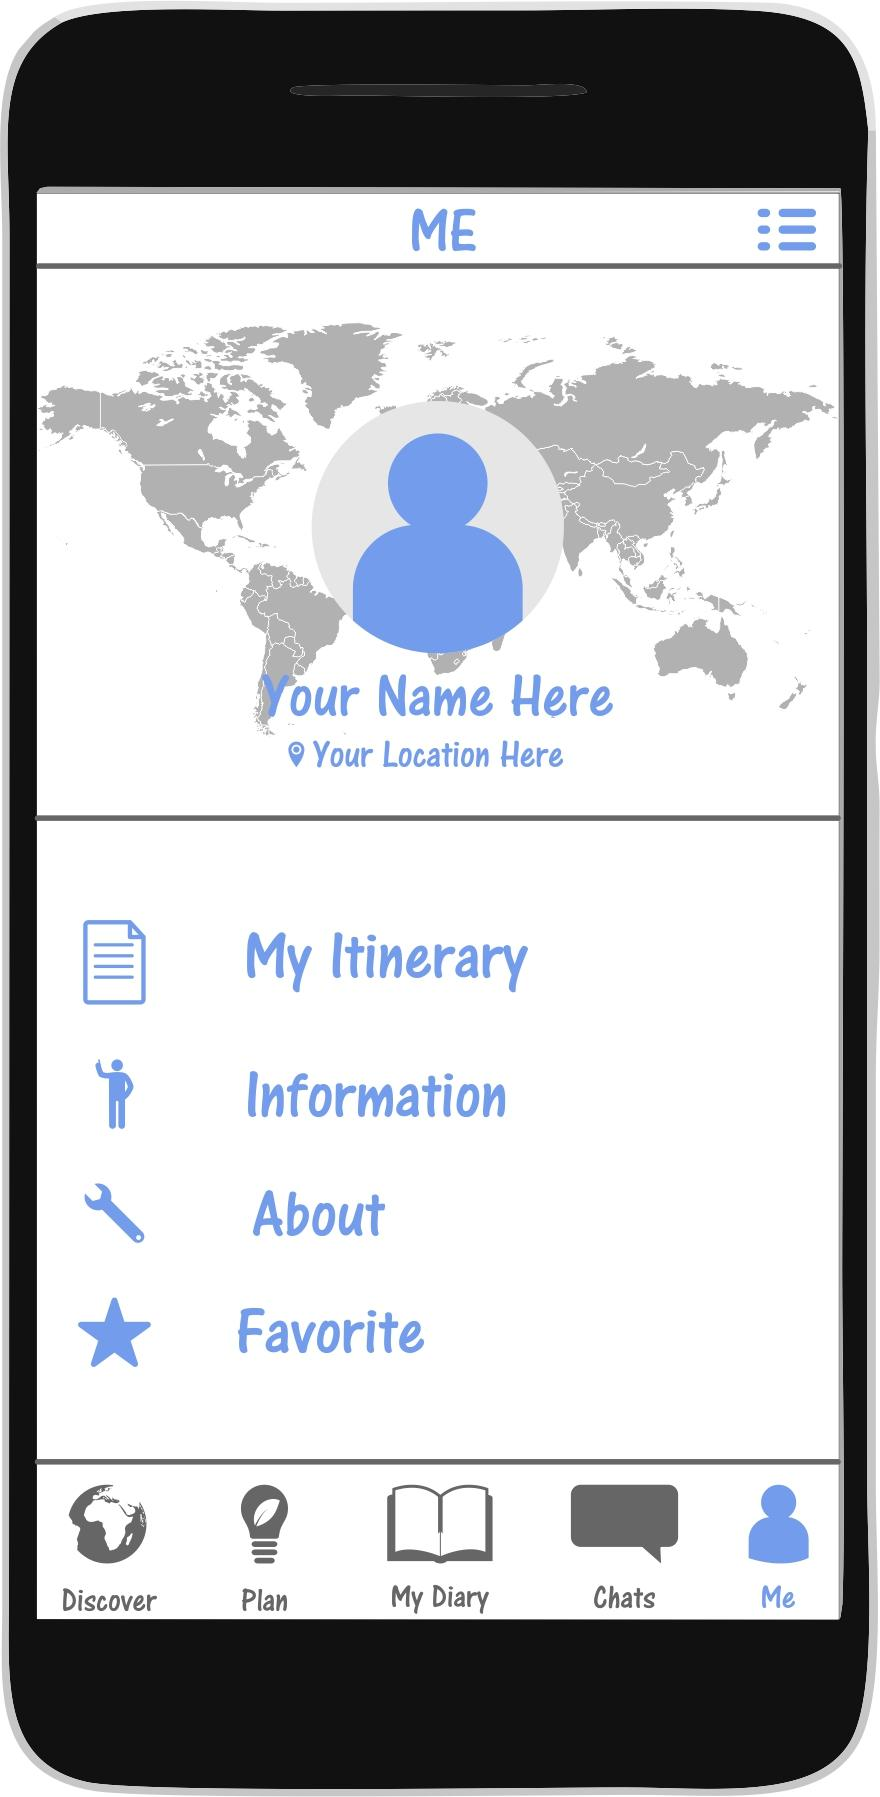 ME
Your Name Here
Your Location Here
My Itinerary
Information
About
Favorite
Discover
Plan
My Diary
Chats
Me